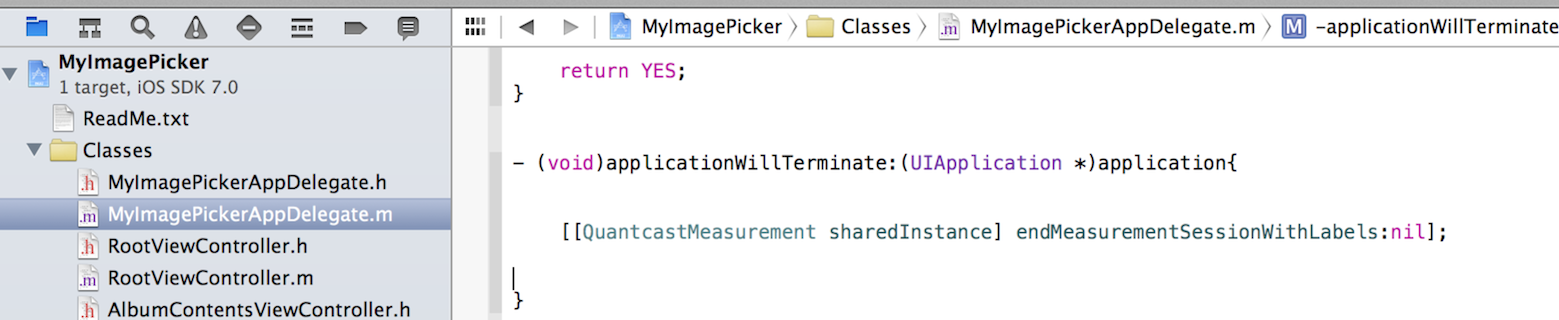 MyImagePicker
1 target, iOS SDK 7.0
ReadMe.txt
Classes
MyImagePickerAppDelegate.h
MyImagePickerAppDelegate.m
RootViewController.h
RootViewController.m
AlbumContentsViewController.h
MyImagePicker Classes MyImagePickerAppDelegate.m M -applicationWillTerminate
return YES;
}
- (void)applicationWillTerminate:(UIApplication *)application{
[[QuantcastMeasurement sharedInstance] endMeasurementSessionWithLabels:nil];
}